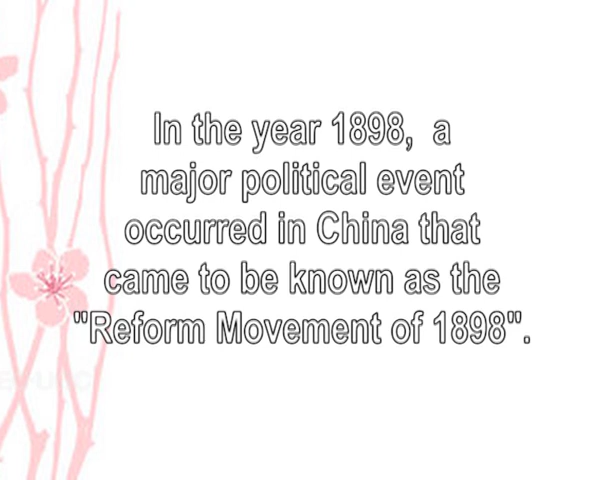 In the year 1898, a
major political event
occurred in China that
came to be known as the
"Reform Movement of 1898".